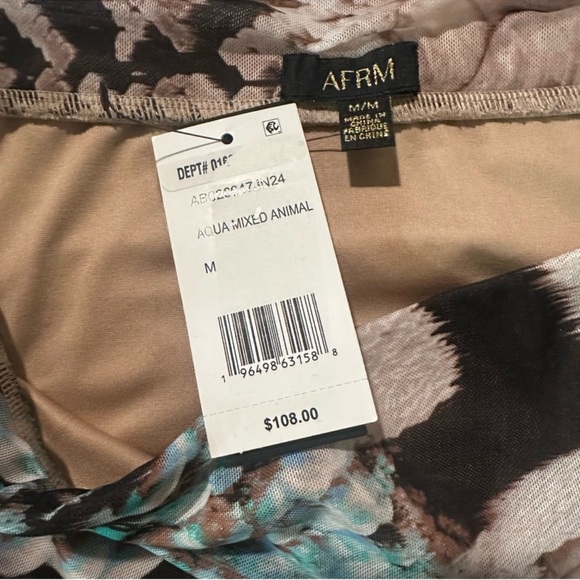 AFRM
M/M
MADE IN
CHINA
FABRIQUE
EN CHINE
DEPT#
AQUA MIXED ANIMAL
M
1 96498 63158 8
$108.00